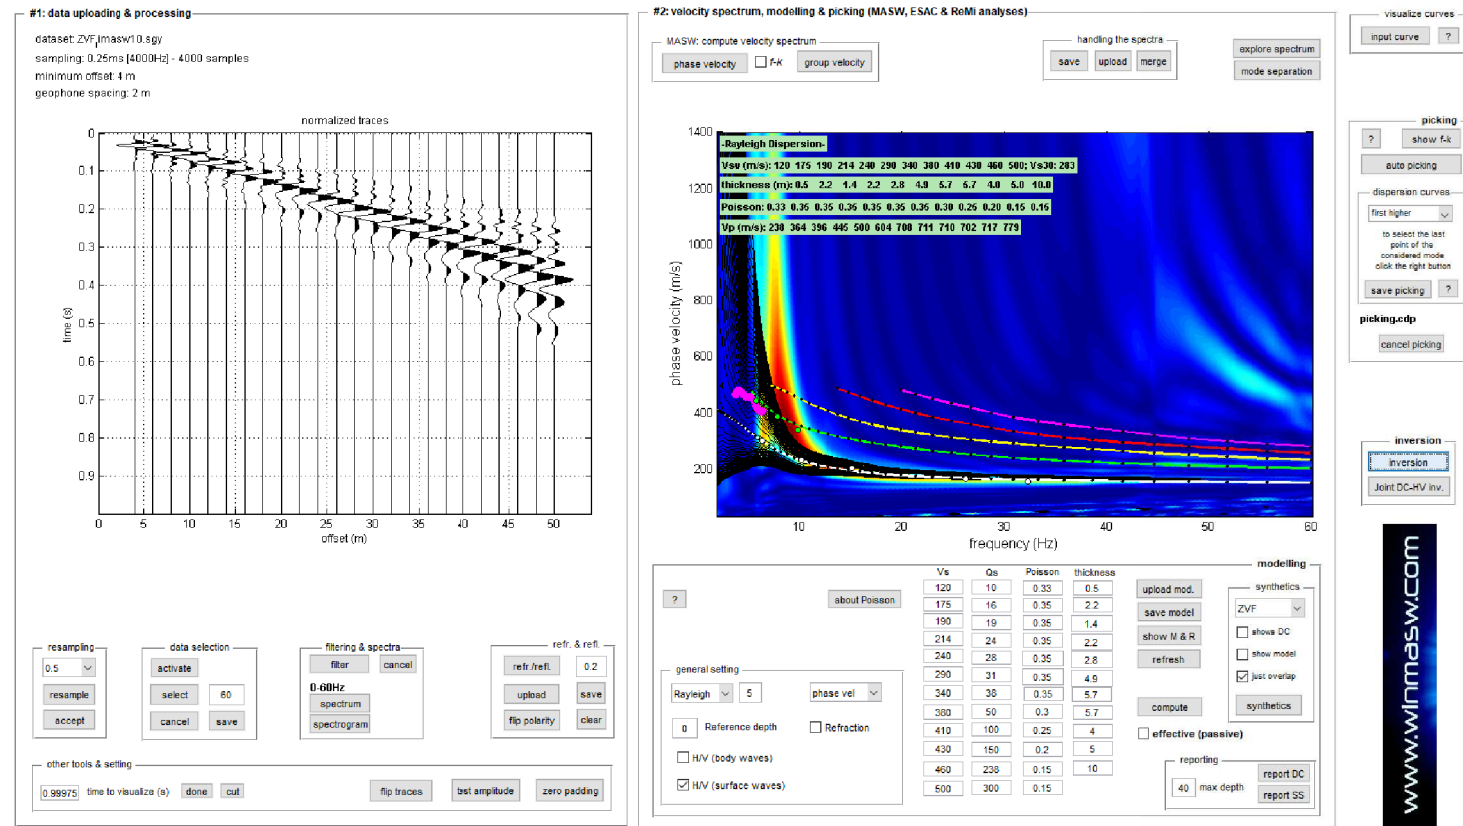 #1: data uploading & processing
dataset: ZVF_imasw10.sgy
sampling: 0.25ms [4000Hz] - 4000 samples
minimum offset: 4 m
geophone spacing: 2 m
normalized traces
0
0.1
0.2
0.3
0.4
0.5
0.6
0.7
0.8
0.9
time (s)
0 5 10 15 20 25 30 35 40 45 50
offset (m)
resampling
0.5
resample
accept
data selection
activate
select 60
cancel save
filtering & spectra
filter cancel
0-60Hz
spectrum
spectrogram
refr. & refl.
refr./refl. 0.2
upload save
flip polarity clear
other tools & setting
0.99975 time to visualize (s) done cut flip traces test amplitude zero padding
#2: velocity spectrum, modelling & picking (MASW, ESAC & ReMi analyses)
MASW: compute velocity spectrum
phase velocity f-k group velocity
handling the spectra
save upload merge
explore spectrum
mode separation
-Rayleigh Dispersion-
Vsv (m/s): 120 175 190 214 240 290 340 380 410 430 460 500; Vs30: 283
thickness (m): 0.5 2.2 1.4 2.2 2.8 4.9 5.7 5.7 4.0 5.0 10.0
Poisson: 0.33 0.35 0.35 0.35 0.35 0.35 0.35 0.30 0.25 0.20 0.15 0.15
Vp (m/s): 238 364 396 445 500 604 708 711 710 702 717 779
1400
1200
1000
800
600
400
200
phase velocity (m/s)
10 20 30 40 50 60
frequency (Hz)
modelling
? about Poisson
Vs Qs Poisson thickness
120 10 0.33 0.5
175 16 0.35 2.2
190 19 0.35 1.4
214 24 0.35 2.2
240 28 0.35 2.8
290 31 0.35 4.9
340 38 0.35 5.7
380 50 0.3 5.7
410 100 0.25 4
430 150 0.2 5
460 238 0.15 10
500 300 0.15
general setting
Rayleigh 5 phase vel
0 Reference depth Refraction
H/V (body waves)
H/V (surface waves)
upload mod.
save model
show M & R
refresh
compute
effective (passive)
synthetics
ZVF
shows DC
show model
just overlap
synthetics
reporting
40 max depth report DC
report SS
visualize curves
input curve ?
picking
? show f-k
auto picking
dispersion curves
first higher
to select the last
point of the
considered mode
click the right button
save picking ?
picking.cdp
cancel picking
inversion
inversion
Joint DC-HV inv.
www.winmasw.com